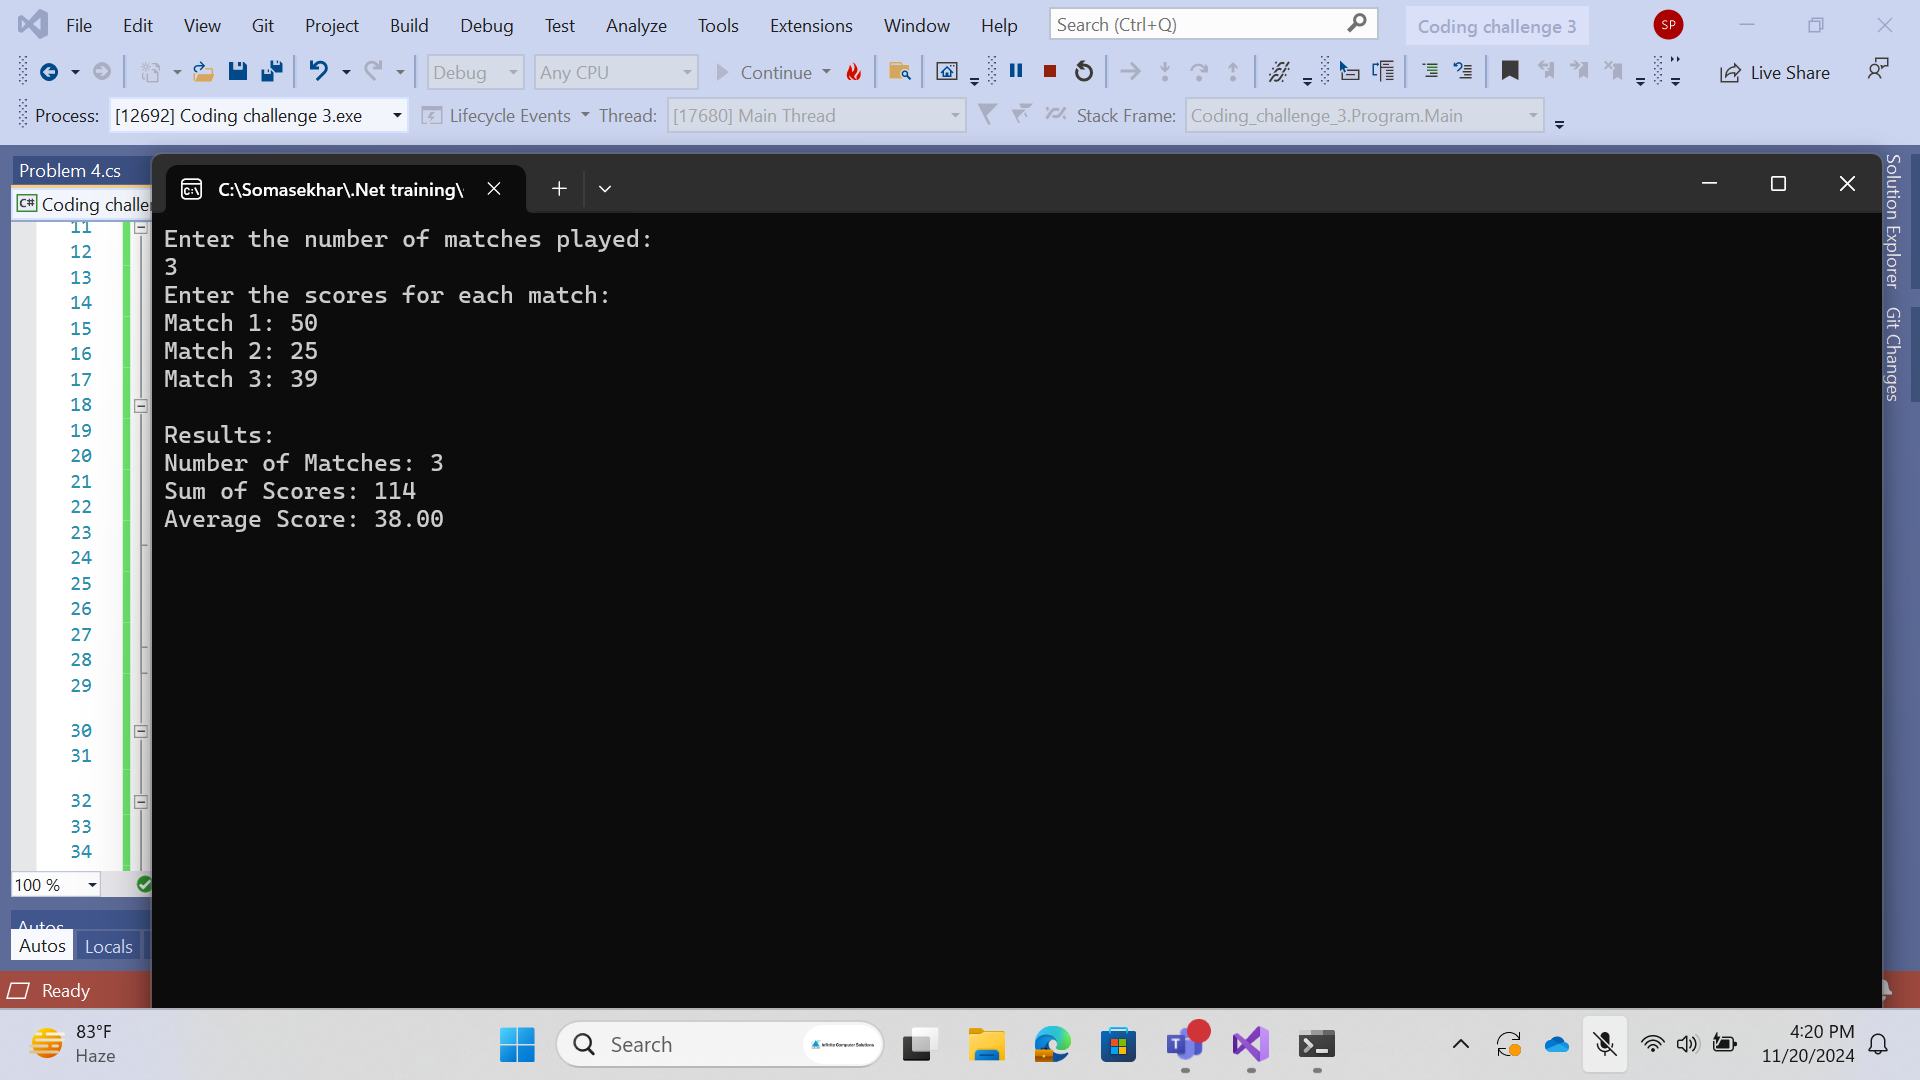 File Edit View Git Project Build Debug Test Analyze Tools Extensions Window Help Search (Ctrl+Q) Coding challenge 3 SP
Debug Any CPU Continue Live Share
Process: [12692] Coding challenge 3.exe Lifecycle Events Thread: [17680] Main Thread Stack Frame: Coding_challenge_3.Program.Main
Problem 4.cs
C# Coding challer
C:\Somasekhar\.Net training\
Solution Explorer
Git Changes
11
12
13
14
15
16
17
18
19
20
21
22
23
24
25
26
27
28
29
30
31
32
33
34
Enter the number of matches played:
3
Enter the scores for each match:
Match 1: 50
Match 2: 25
Match 3: 39
Results:
Number of Matches: 3
Sum of Scores: 114
Average Score: 38.00
100 %
Autos
Autos Locals
Ready
83°F
Haze
Search
Infinite Computer Solutions
4:20 PM
11/20/2024